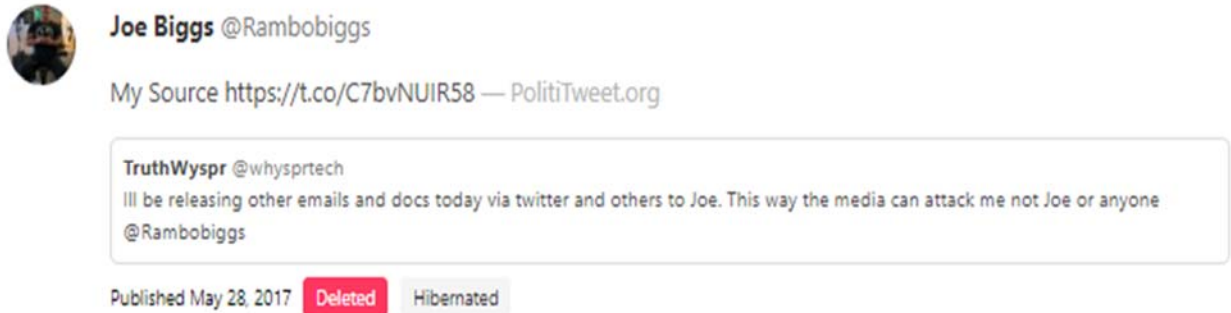 Joe Biggs @Rambobiggs
My Source https://t.co/C7bvNUIR58 — PolitiTweet.org
TruthWyspr @whysprtech
Ill be releasing other emails and docs today via twitter and others to Joe. This way the media can attack me not Joe or anyone
@Rambobiggs
Published May 28, 2017 Deleted Hibernated